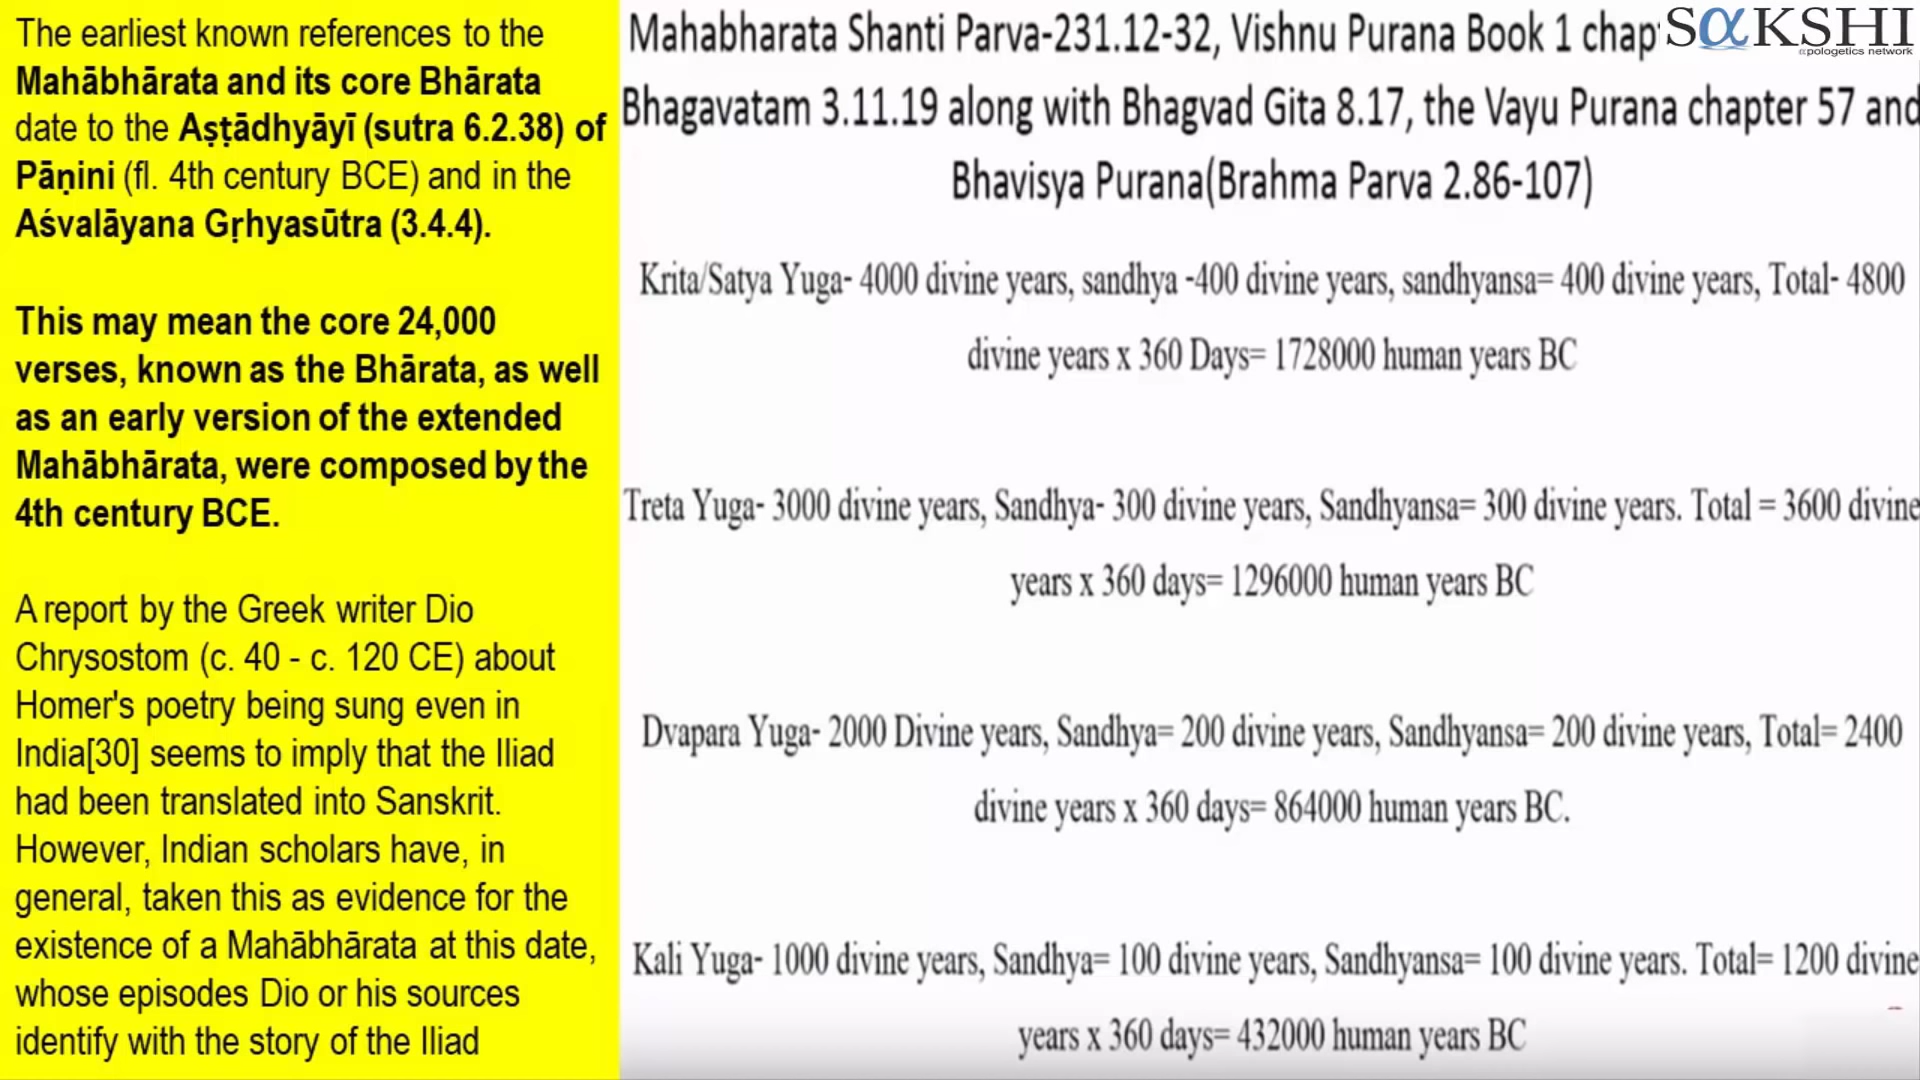 The earliest known references to the
Mahābhārata and its core Bhārata
date to the Aṣṭādhyāyī (sutra 6.2.38) of
Pāṇini (fl. 4th century BCE) and in the
Aśvalāyana Gṛhyasūtra (3.4.4).
This may mean the core 24,000
verses, known as the Bhārata, as well
as an early version of the extended
Mahābhārata, were composed by the
4th century BCE.
A report by the Greek writer Dio
Chrysostom (c. 40 - c. 120 CE) about
Homer's poetry being sung even in
India[30] seems to imply that the Iliad
had been translated into Sanskrit.
However, Indian scholars have, in
general, taken this as evidence for the
existence of a Mahābhārata at this date,
whose episodes Dio or his sources
identify with the story of the Iliad
Mahabharata Shanti Parva-231.12-32, Vishnu Purana Book 1 chap
SαKSHI
αpologetics network
Bhagavatam 3.11.19 along with Bhagvad Gita 8.17, the Vayu Purana chapter 57 and
Bhavisya Purana(Brahma Parva 2.86-107)
Krita/Satya Yuga- 4000 divine years, sandhya -400 divine years, sandhyansa= 400 divine years, Total- 4800
divine years x 360 Days= 1728000 human years BC
Treta Yuga- 3000 divine years, Sandhya- 300 divine years, Sandhyansa= 300 divine years. Total = 3600 divine
years x 360 days= 1296000 human years BC
Dvapara Yuga- 2000 Divine years, Sandhya= 200 divine years, Sandhyansa= 200 divine years, Total= 2400
divine years x 360 days= 864000 human years BC.
Kali Yuga- 1000 divine years, Sandhya= 100 divine years, Sandhyansa= 100 divine years. Total= 1200 divine
years x 360 days= 432000 human years BC